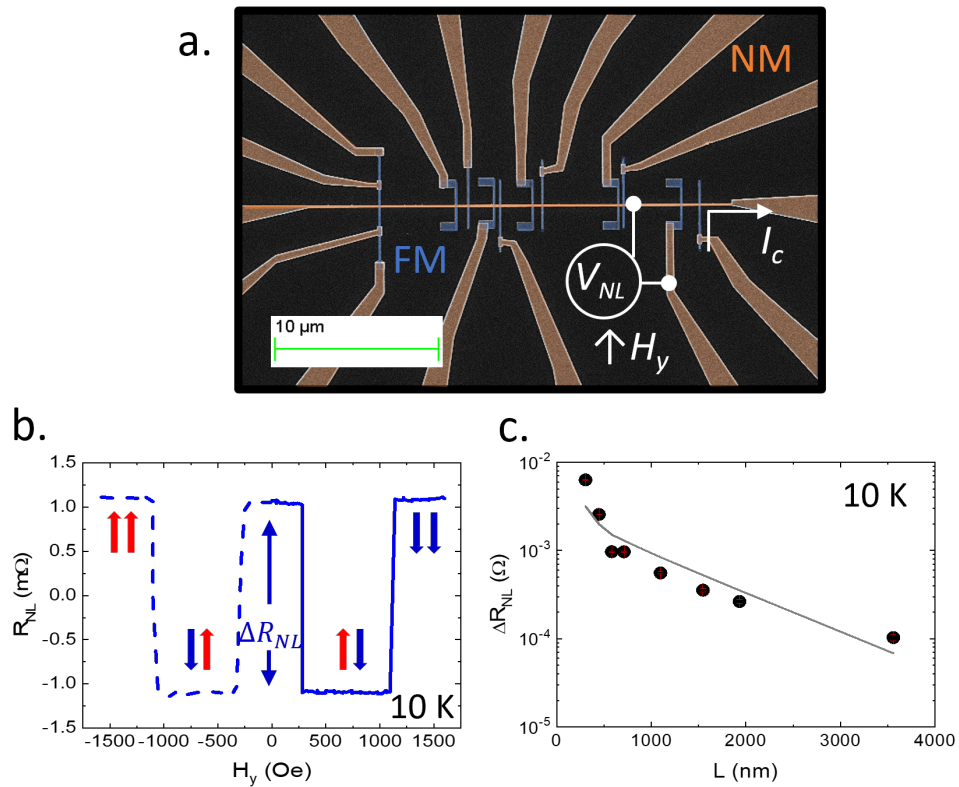 a.
NM
FM
I_c
V_NL
10 µm
↑ H_y
b.
1.5
1.0
0.5
0.0
-0.5
-1.0
-1.5
R_NL (mΩ)
ΔR_NL
10 K
-1500 -1000 -500 0 500 1000 1500
H_y (Oe)
c.
10^-2
10^-3
10^-4
10^-5
ΔR_NL (Ω)
10 K
0 1000 2000 3000 4000
L (nm)